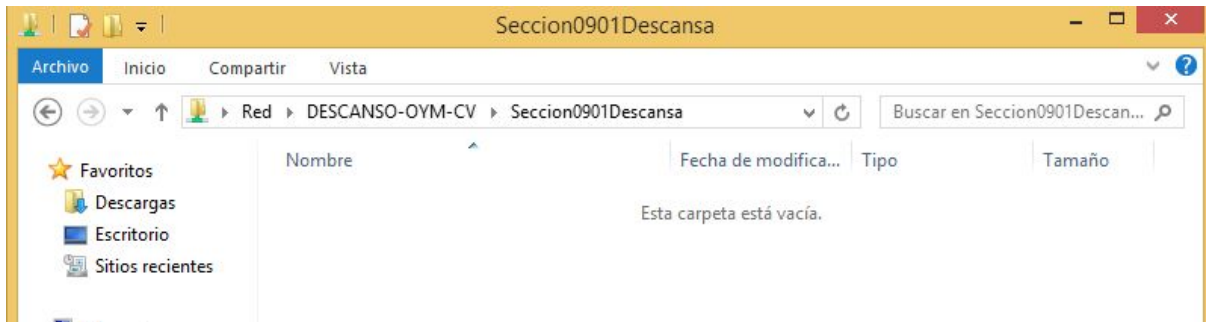 Seccion0901Descansa
Archivo Inicio Compartir Vista
Red DESCANSO-OYM-CV Seccion0901Descansa Buscar en Seccion0901Descan...
Nombre Fecha de modifica... Tipo Tamaño
Favoritos
Descargas
Esta carpeta está vacía.
Escritorio
Sitios recientes